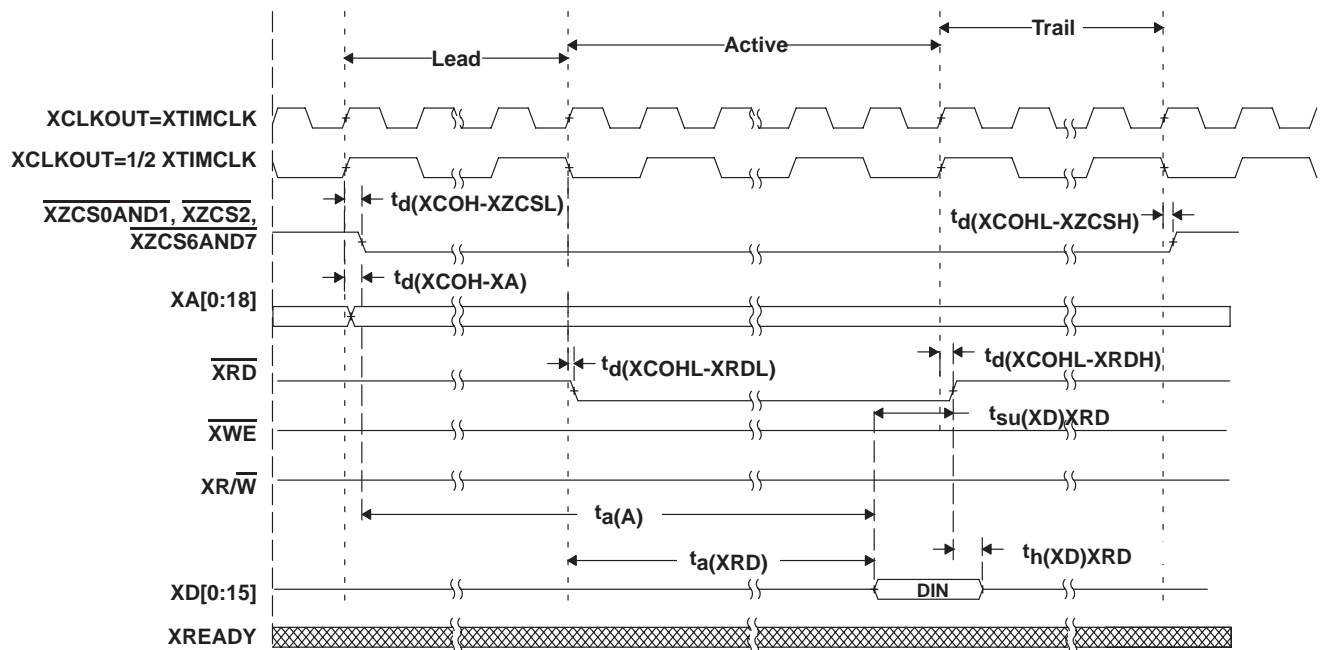 Trail
Active
Lead
XCLKOUT=XTIMCLK
XCLKOUT=1/2 XTIMCLK
td(XCOH-XZCSL)
XZCS0AND1, XZCS2,
XZCS6AND7
td(XCOHL-XZCSH)
td(XCOH-XA)
XA[0:18]
XRD
td(XCOHL-XRDL)
td(XCOHL-XRDH)
tsu(XD)XRD
XWE
XR/W
ta(A)
ta(XRD)
th(XD)XRD
XD[0:15]
DIN
XREADY